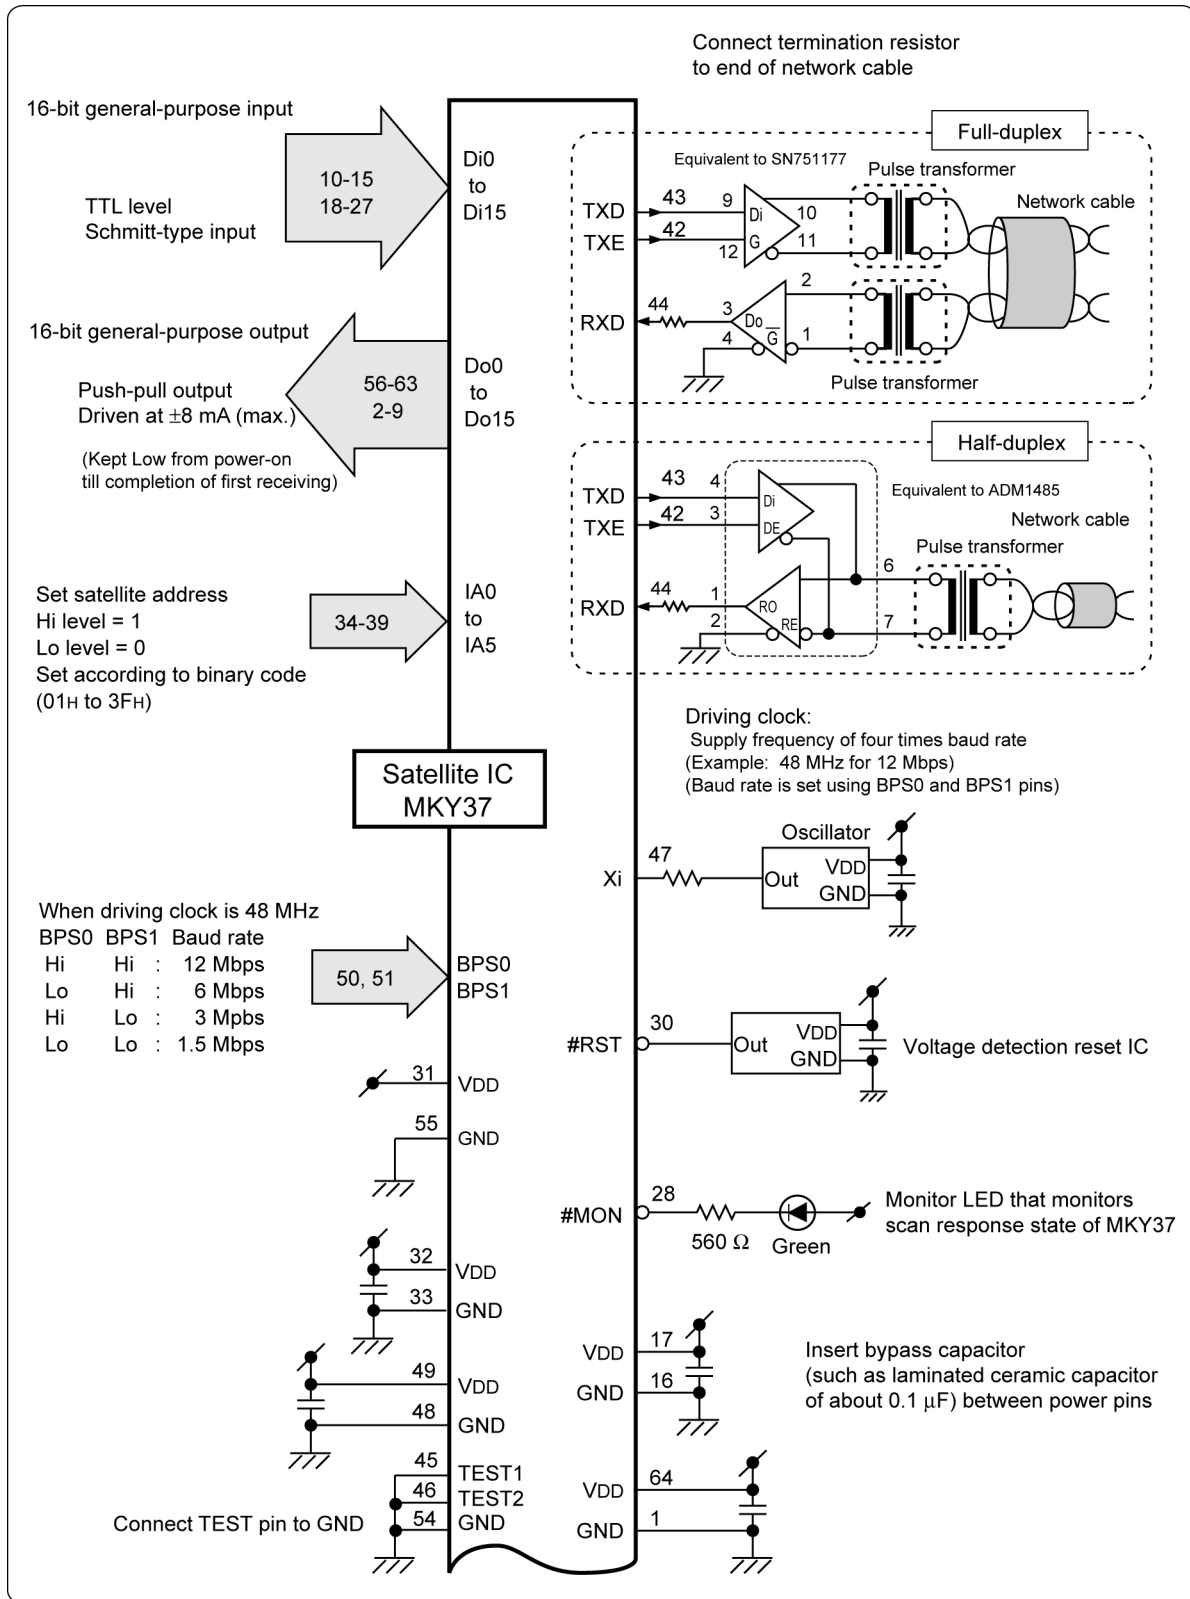 Connect termination resistor
to end of network cable
16-bit general-purpose input
10-15
18-27
TTL level
Schmitt-type input
Di0
to
Di15
Full-duplex
Equivalent to SN751177
Pulse transformer
Network cable
TXD 43 9 Di 10
TXE 42 12 G 11
RXD 44 3 Do G 2
4 1
Pulse transformer
16-bit general-purpose output
Push-pull output
Driven at ±8 mA (max.)
(Kept Low from power-on
till completion of first receiving)
56-63
2-9
Do0
to
Do15
Half-duplex
Equivalent to ADM1485
Network cable
Pulse transformer
TXD 43 4 Di
TXE 42 3 DE
RXD 44 1 RO 6
2 RE 7
Set satellite address
Hi level = 1
Lo level = 0
Set according to binary code
(01H to 3FH)
34-39
IA0
to
IA5
Driving clock:
Supply frequency of four times baud rate
(Example: 48 MHz for 12 Mbps)
(Baud rate is set using BPS0 and BPS1 pins)
Satellite IC
MKY37
Oscillator
Xi 47 Out VDD
GND
When driving clock is 48 MHz
BPS0 BPS1 Baud rate
Hi Hi : 12 Mbps
Lo Hi : 6 Mbps
Hi Lo : 3 Mpbs
Lo Lo : 1.5 Mbps
50, 51
BPS0
BPS1
#RST 30 Out VDD
GND
Voltage detection reset IC
31 VDD
55 GND
#MON 28
560 Ω Green
Monitor LED that monitors
scan response state of MKY37
32 VDD
33 GND
VDD 17
GND 16
Insert bypass capacitor
(such as laminated ceramic capacitor
of about 0.1 µF) between power pins
49 VDD
48 GND
45 TEST1
46 TEST2
54 GND
Connect TEST pin to GND
VDD 64
GND 1